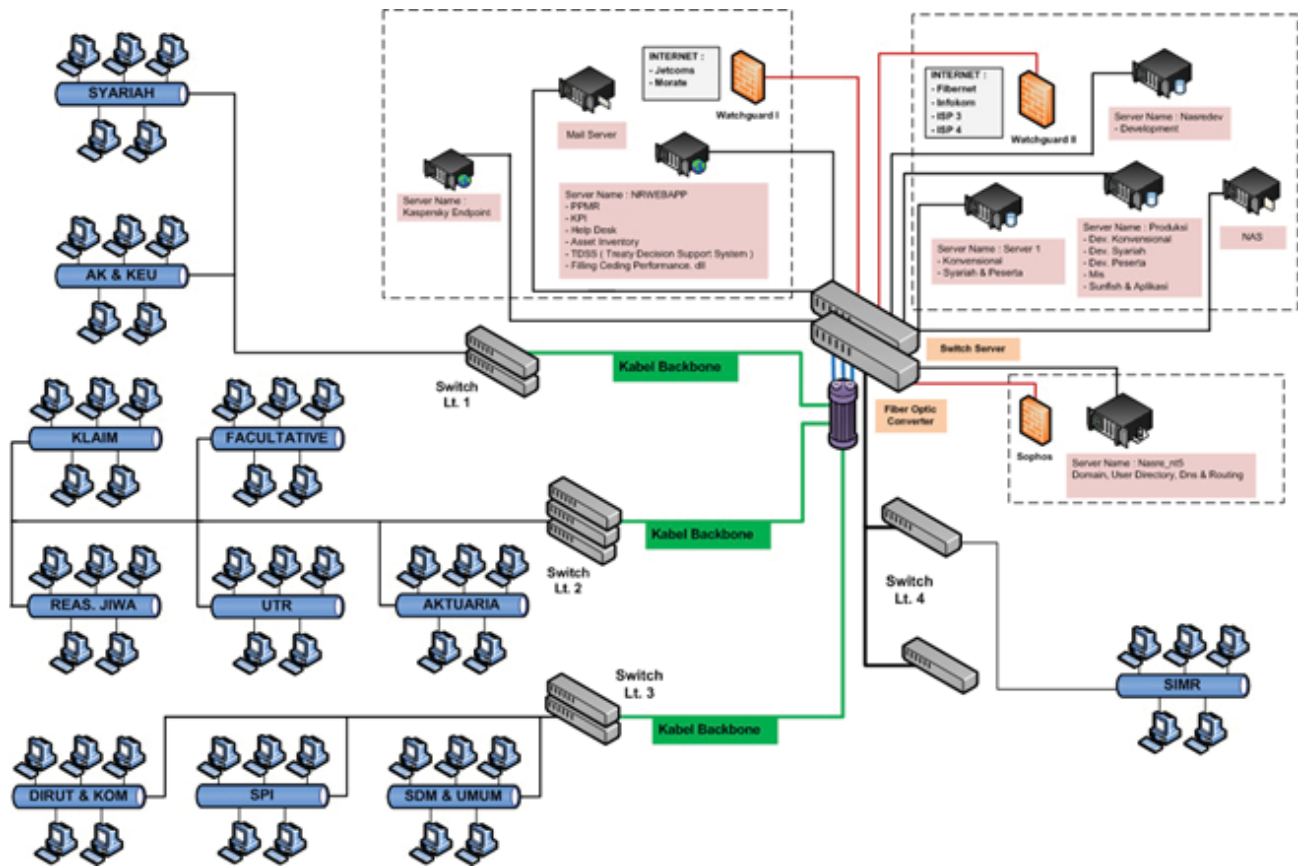 SYARIAH
AK & KEU
KLAIM
FACULTATIVE
REAS. JIWA
UTR
AKTUARIA
DIRUT & KOM
SPI
SDM & UMUM
Switch
Lt. 1
Kabel Backbone
Switch
Lt. 2
Kabel Backbone
Switch
Lt. 3
Kabel Backbone
INTERNET :
- Jetcoms
- Morate
Watchguard I
Mail Server
Server Name :
Kaspersky Endpoint
Server Name : NRWEBAPP
- PPMR
- KPI
- Help Desk
- Asset Inventory
- TDSS ( Treaty Decision Support System )
- Filling Ceding Performance. dll
INTERNET :
- Fibernet
- Infokom
- ISP 3
- ISP 4
Watchguard II
Server Name : Nasredev
- Development
Server Name : Server 1
- Konvensional
- Syariah & Peserta
Server Name : Produksi
- Dev. Konvensional
- Dev. Syariah
- Dev. Peserta
- Mis
- Sunfish & Aplikasi
NAS
Switch Server
Fiber Optic
Converter
Sophos
Server Name : Nasre_nt5
Domain, User Directory, Dns & Routing
Switch
Lt. 4
SIMR